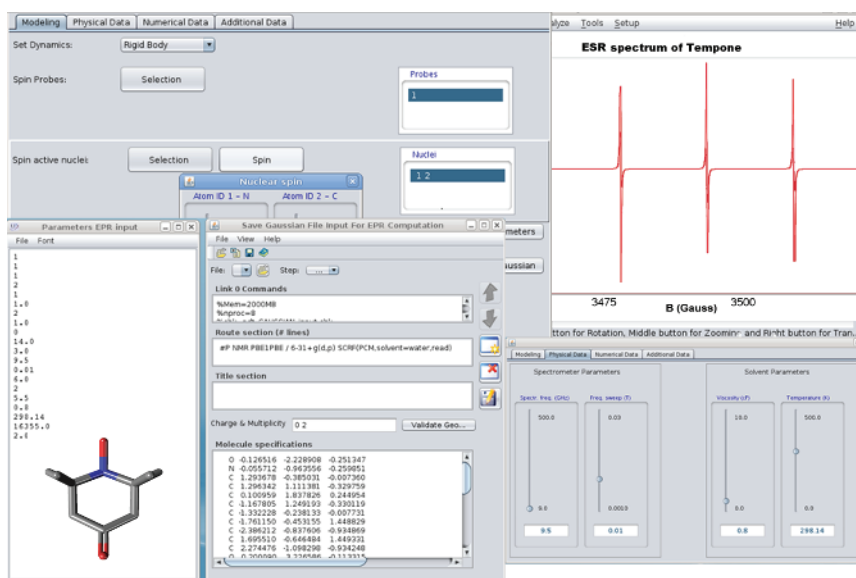 Modeling Physical Data Numerical Data Additional Data
Set Dynamics: Rigid Body
Spin Probes: Selection
Probes
1
Spin active nuclei: Selection Spin
Nuclei
1 2
Nuclear spin
Atom ID 1 - N Atom ID 2 - C
alyze Tools Setup Help
ESR spectrum of Tempone
3475 3500
B (Gauss)
tton for Rotation, Middle button for Zooming and Right button for Tran.
meters
aussian
Parameters EPR input
File Font
1
1
1
2
1
1.0
2
1.0
0
14.0
3.0
9.5
0.01
6.0
2
5.5
0.8
298.14
16355.0
2.0
Save Gaussian File Input For EPR Computation
File View Help
File: Step: ...
Link 0 Commands
%Mem=2000MB
%nproc=8
Route section (# lines)
#P NMR PBE1PBE / 6-31+g(d,p) SCRF(PCM,solvent=water,read)
Title section
Charge & Multiplicity 0 2 Validate Geo...
Molecule specifications
O -0.126516 -2.228908 -0.251347
N -0.055712 -0.963556 -0.259851
C 1.293678 -0.385031 -0.007360
C 1.296342 1.111381 -0.329759
C 0.100959 1.837826 0.244954
C -1.167805 1.249193 -0.330119
C -1.332228 -0.238133 -0.007731
C -1.761150 -0.453155 1.448829
C -2.386212 -0.837606 -0.934869
C 1.695510 -0.646484 1.449331
C 2.274476 -1.098298 -0.934248
Modeling Physical Data Numerical Data Additional Data
Spectrometer Parameters Solvent Parameters
Spectr. freq. (GHz) Freq. sweep (T) Viscosity (cP) Temperature (K)
500.0 0.03 10.0 500.0
9.0 0.0 0.0
9.5 0.01 0.8 298.14